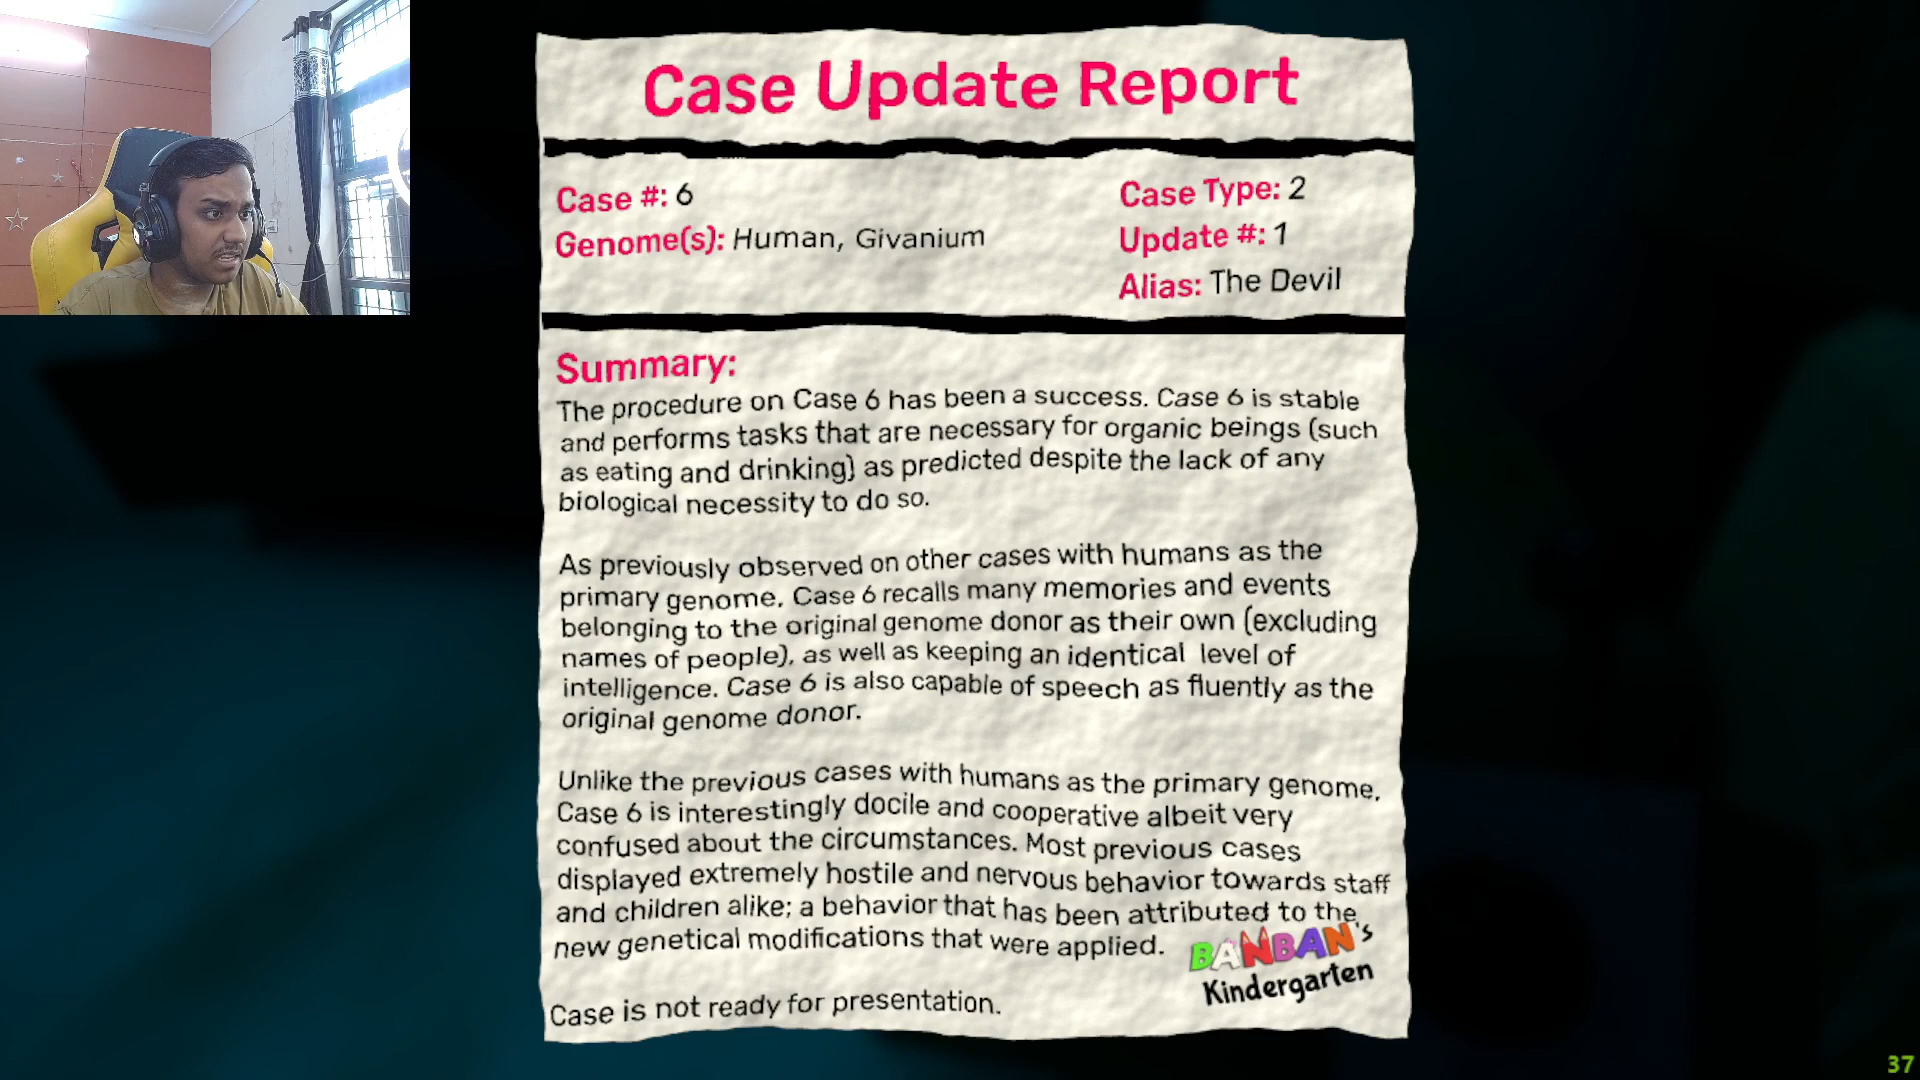 Case Update Report
Case #: 6
Case Type: 2
Genome(s): Human, Givanium
Update #: 1
Alias: The Devil
Summary:
The procedure on Case 6 has been a success. Case 6 is stable
and performs tasks that are necessary for organic beings (such
as eating and drinking) as predicted despite the lack of any
biological necessity to do so.
As previously observed on other cases with humans as the
primary genome, Case 6 recalls many memories and events
belonging to the original genome donor as their own (excluding
names of people), as well as keeping an identical level of
intelligence. Case 6 is also capable of speech as fluently as the
original genome donor.
Unlike the previous cases with humans as the primary genome,
Case 6 is interestingly docile and cooperative albeit very
confused about the circumstances. Most previous cases
displayed extremely hostile and nervous behavior towards staff
and children alike; a behavior that has been attributed to the
new genetical modifications that were applied.
BANBAN's
Kindergarten
Case is not ready for presentation.
37